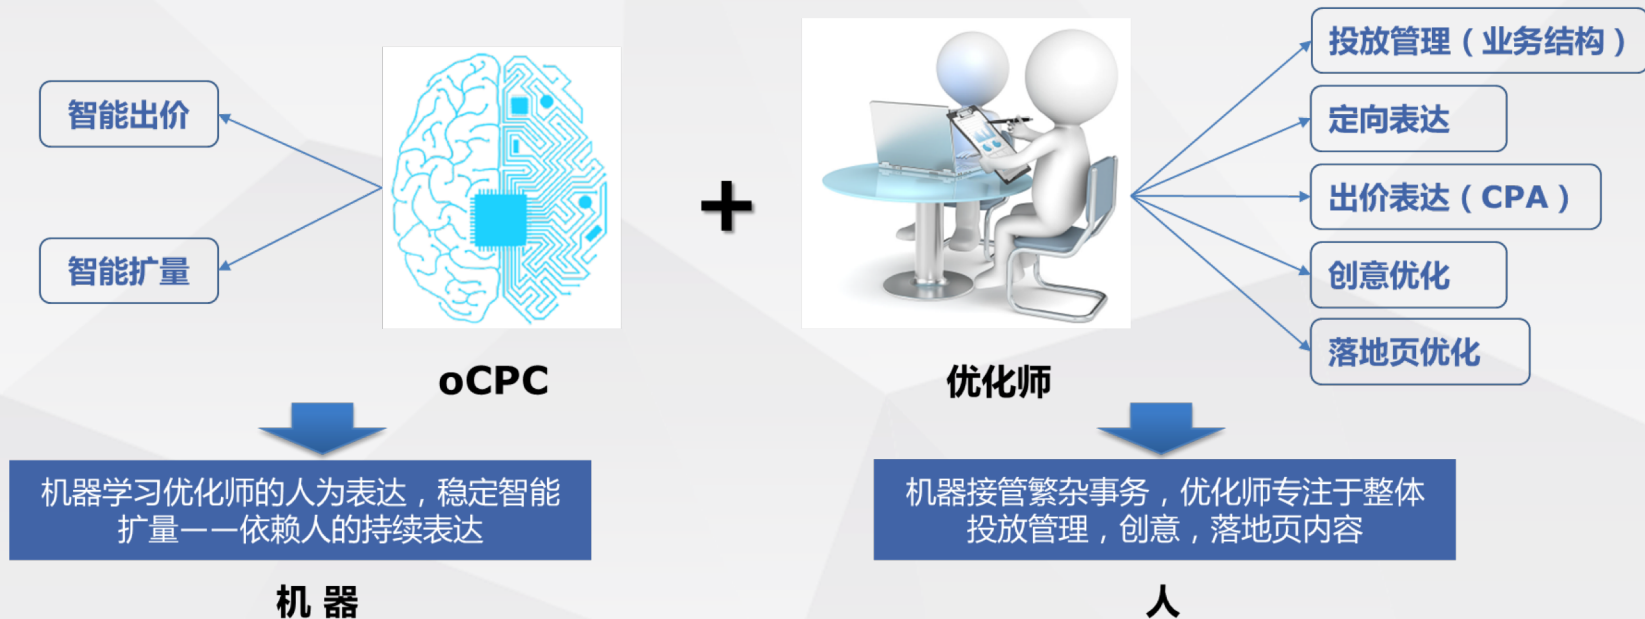 智能出价
智能扩量
oCPC
+
优化师
投放管理（业务结构）
定向表达
出价表达（CPA）
创意优化
落地页优化
机器学习优化师的人为表达，稳定智能
扩量——依赖人的持续表达
机 器
机器接管繁杂事务，优化师专注于整体
投放管理，创意，落地页内容
人